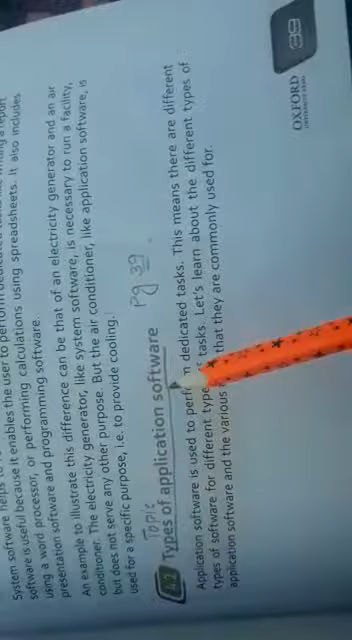 System software helps to
software is useful because it enables the user to perform dedicated tasks like writing a report
using a word processor, or performing calculations using spreadsheets. It also includes
presentation software and programming software.
An example to illustrate this difference can be that of an electricity generator and an air
conditioner. The electricity generator, like system software, is necessary to run a facility,
but does not serve any other purpose. But the air conditioner, like application software, is
used for a specific purpose, i.e. to provide cooling.
Topic
Pg 39.
Types of application software
Application software is used to perform dedicated tasks. This means there are different
types of software for different tasks. Let's learn about the different types of
application software and the various that they are commonly used for.
OXFORD
UNIVERSITY PRESS
39